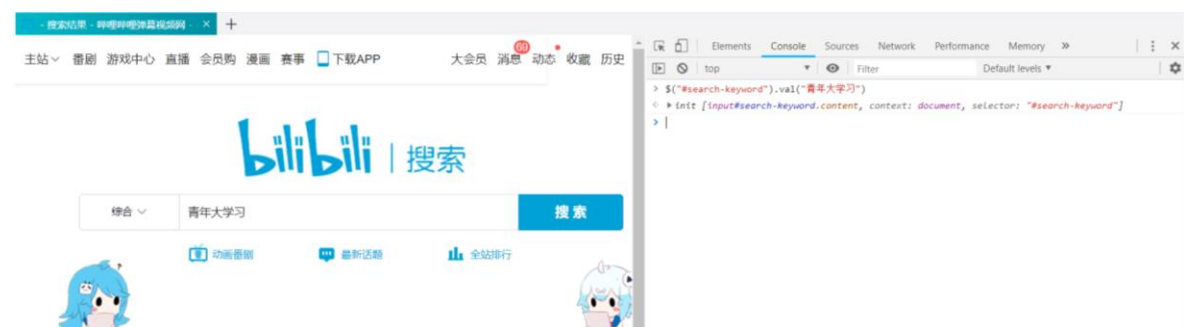 - 搜索结果 - 哔哩哔哩弹幕视频网 - × +
主站 番剧 游戏中心 直播 会员购 漫画 赛事 下载APP 大会员 消息 69 动态 收藏 历史
bilibili | 搜索
综合 青年大学习 搜索
动画番剧 最新话题 全站排行
Elements Console Sources Network Performance Memory »
top Filter Default levels ▼
> $("#search-keyword").val("青年大学习")
< ▶ init [input#search-keyword.content, context: document, selector: "#search-keyword"]
>